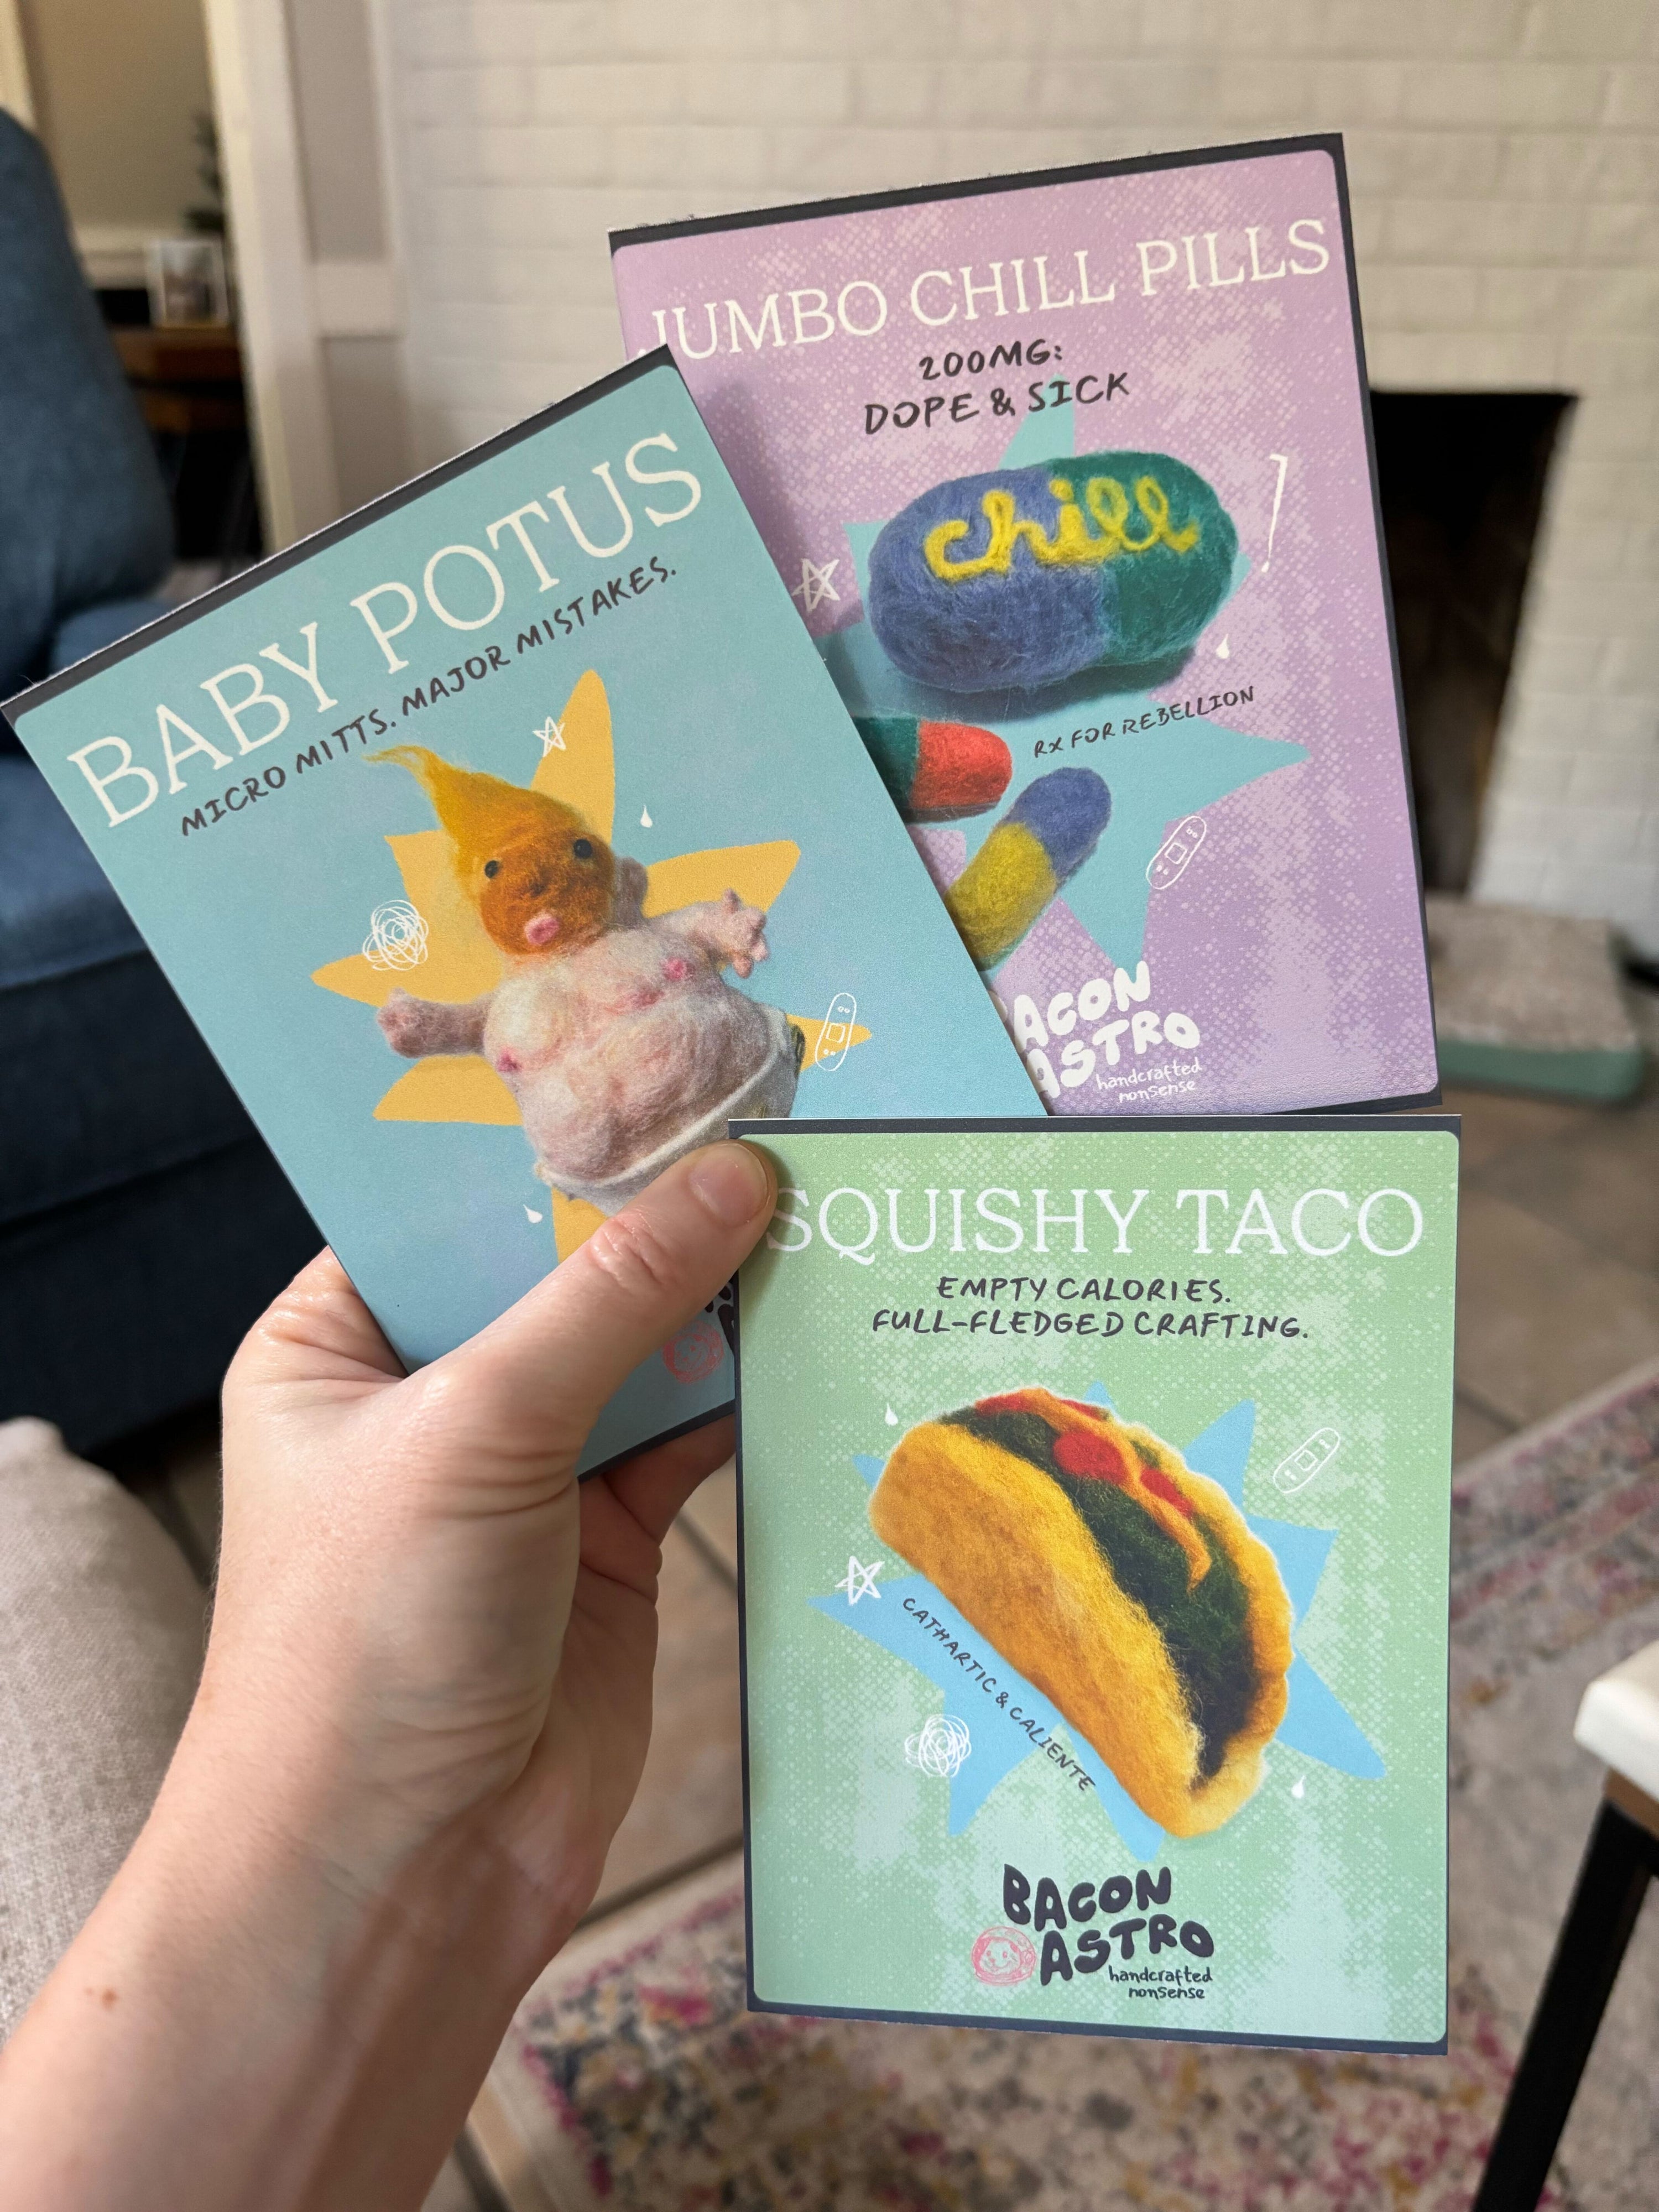 BABY POTUS
MICRO MITTS. MAJOR MISTAKES.
JUMBO CHILL PILLS
200MG:
DOPE & SICK
chill
RX FOR REBELLION
ACON
ASTRO
handcrafted
nonsense
SQUISHY TACO
EMPTY CALORIES.
FULL-FLEDGED CRAFTING.
CATHARTIC & CALIENTE
BACON
ASTRO
handcrafted
nonsense